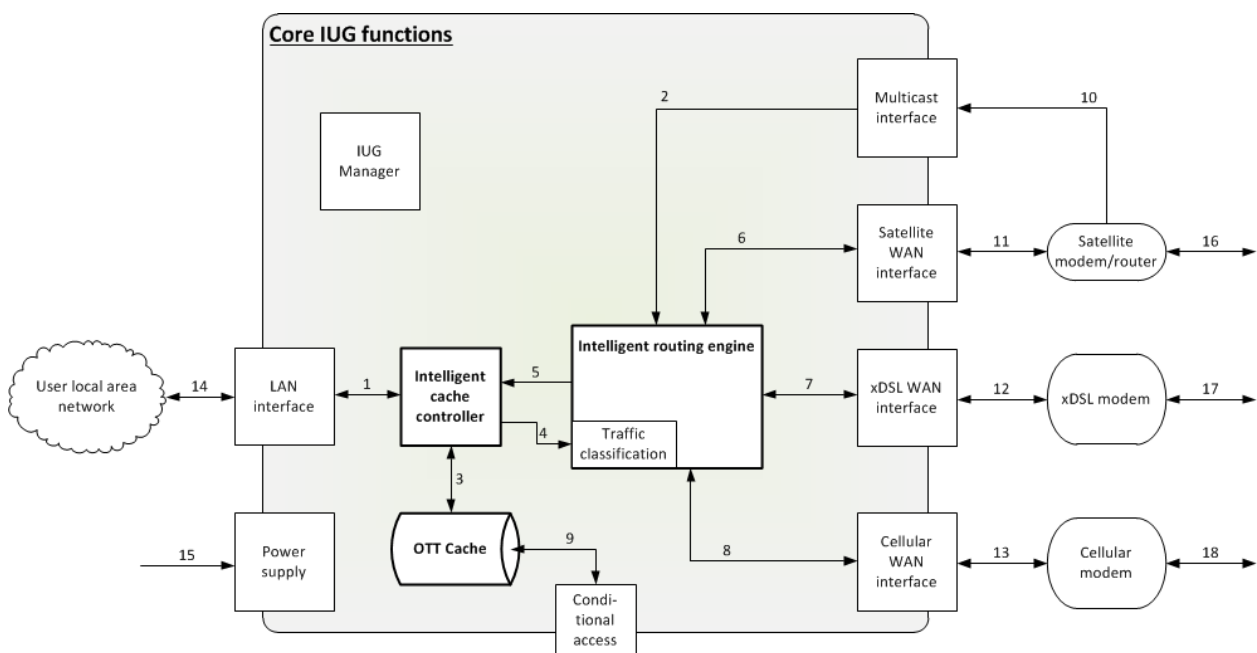 Core IUG functions
2
10
Multicast
interface
IUG
Manager
6
Satellite
WAN
interface
11
Satellite
modem/router
16
Intelligent routing engine
User local area
network
14
LAN
interface
1
Intelligent
cache
controller
5
7
xDSL WAN
interface
12
xDSL modem
17
4
Traffic
classification
3
15
Power
supply
OTT Cache
9
8
Cellular
WAN
interface
13
Cellular
modem
18
Condi-
tional
access